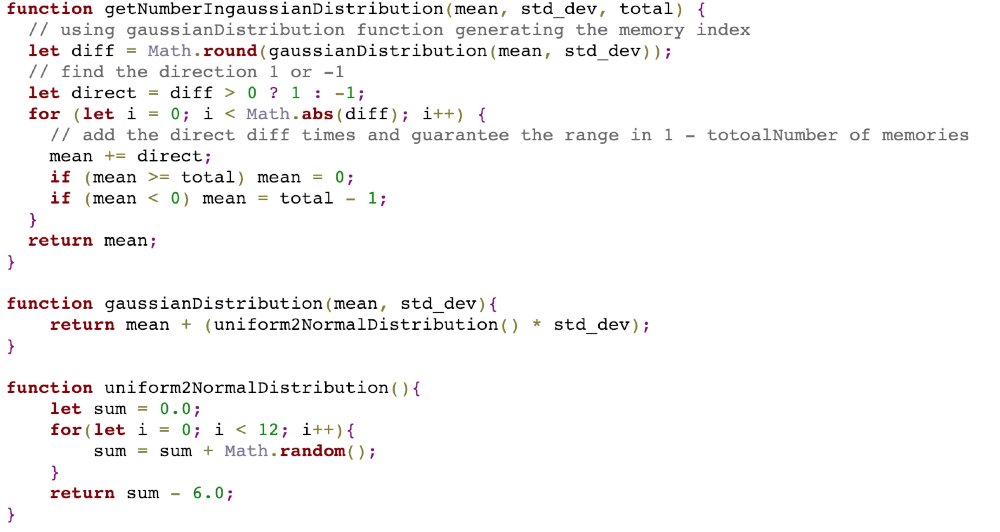 function getNumberIngaussianDistribution(mean, std_dev, total) {
// using gaussianDistribution function generating the memory index
let diff = Math.round(gaussianDistribution(mean, std_dev));
// find the direction 1 or -1
let direct = diff > 0 ? 1 : -1;
for (let i = 0; i < Math.abs(diff); i++) {
// add the direct diff times and guarantee the range in 1 - totoalNumber of memories
mean += direct;
if (mean >= total) mean = 0;
if (mean < 0) mean = total - 1;
}
return mean;
}
function gaussianDistribution(mean, std_dev){
return mean + (uniform2NormalDistribution() * std_dev);
}
function uniform2NormalDistribution(){
let sum = 0.0;
for(let i = 0; i < 12; i++){
sum = sum + Math.random();
}
return sum - 6.0;
}